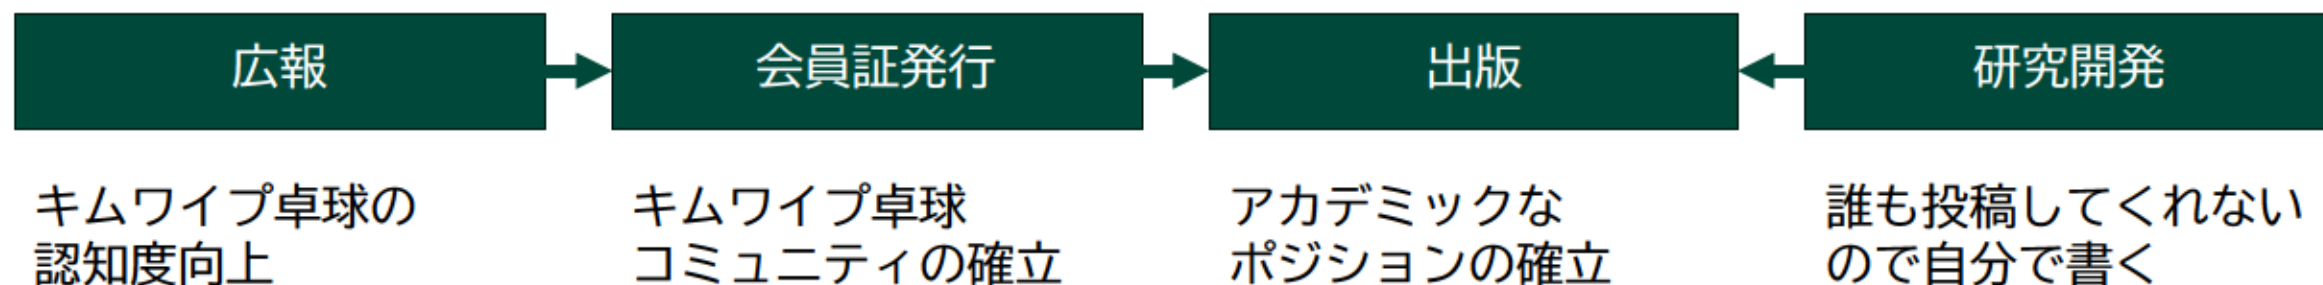 広報
会員証発行
出版
研究開発
キムワイプ卓球の
認知度向上
キムワイプ卓球
コミュニティの確立
アカデミックな
ポジションの確立
誰も投稿してくれない
ので自分で書く